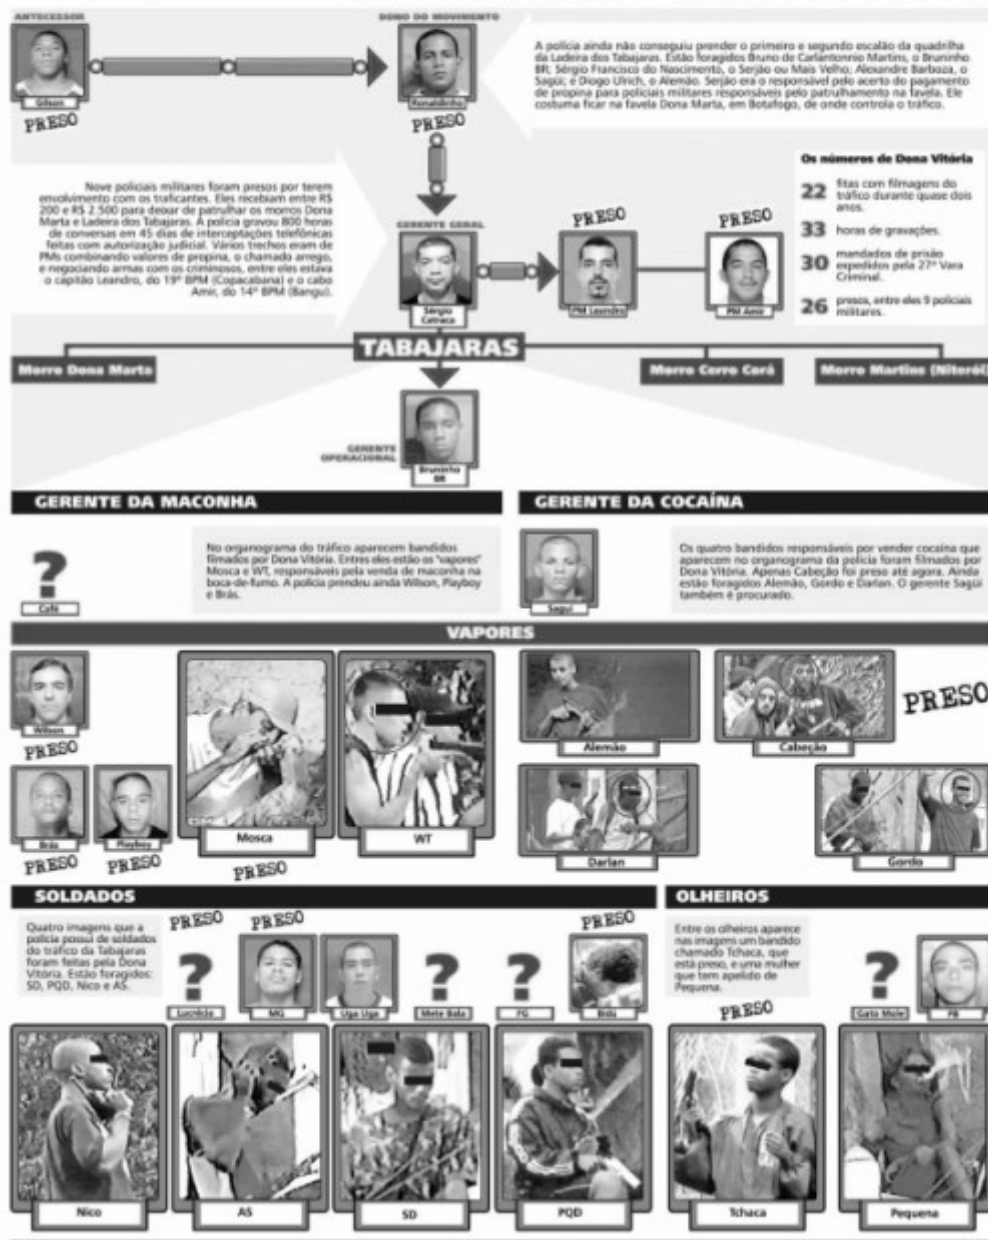 ANTECESSOR
Gilson
PRESO
DONO DO MOVIMENTO
Ronaldinho
PRESO
A polícia ainda não conseguiu prender o primeiro e segundo escalão da quadrilha
da Ladeira dos Tabajaras. Estão foragidos Bruno de Carlantonnio Martins, o Bruninho
BR; Sérgio Francisco do Nascimento, o Serjão ou Mais Velho; Alexandre Barboza, o
Sagüi; e Diogo Ulrich, o Alemão. Serjão era o responsável pelo acerto do pagamento
de propina para policiais militares responsáveis pelo patrulhamento na favela. Ele
costuma ficar na favela Dona Marta, em Botafogo, de onde controla o tráfico.
Nove policiais militares foram presos por terem
envolvimento com os traficantes. Eles recebiam entre R$
200 e R$ 2.500 para deixar de patrulhar os morros Dona
Marta e Ladeira dos Tabajaras. A polícia gravou 800 horas
de conversas em 45 dias de interceptações telefônicas
feitas com autorização judicial. Vários trechos eram de
PMs combinando valores de propina, o chamado arrego,
e negociando armas com os criminosos, entre eles estava
o capitão Leandro, do 19º BPM (Copacabana) e o cabo
Amir, do 14º BPM (Bangu).
GERENTE GERAL
Sérgio
Catraca
PRESO
PM Leandro
PRESO
PM Amir
Os números de Dona Vitória
22 fitas com filmagens do
tráfico durante quase dois
anos.
33 horas de gravações.
30 mandados de prisão
expedidos pela 27ª Vara
Criminal.
26 presos, entre eles 9 policiais
militares.
TABAJARAS
Morro Dona Marta
Morro Cerro Corá
Morro Martins (Niterói)
GERENTE
OPERACIONAL
Bruninho
BR
GERENTE DA MACONHA
?
Café
No organograma do tráfico aparecem bandidos
filmados por Dona Vitória. Entres eles estão os "vapores"
Mosca e WT, responsáveis pela venda de maconha na
boca-de-fumo. A polícia prendeu ainda Wilson, Playboy
e Brás.
GERENTE DA COCAÍNA
Sagui
Os quatro bandidos responsáveis por vender cocaína que
aparecem no organograma da polícia foram filmados por
Dona Vitória. Apenas Cabeção foi preso até agora. Ainda
estão foragidos Alemão, Gordo e Darlan. O gerente Sagüi
também é procurado.
VAPORES
Wilson
PRESO
Brás
PRESO
Playboy
PRESO
Mosca
PRESO
WT
Alemão
Cabeção
PRESO
Darlan
Gordo
SOLDADOS
Quatro imagens que a
polícia possui de soldados
do tráfico da Tabajaras
foram feitas pela Dona
Vitória. Estão foragidos:
SD, PQD, Nico e AS.
PRESO
?
Lucrécia
PRESO
MG
Uga Uga
?
Mete Bala
?
FG
PRESO
Bidu
Nico
AS
SD
PQD
OLHEIROS
Entre os olheiros aparece
nas imagens um bandido
chamado Tchaca, que
está preso, e uma mulher
que tem apelido de
Pequena.
PRESO
?
Gato Mole
FB
Tchaca
Pequena